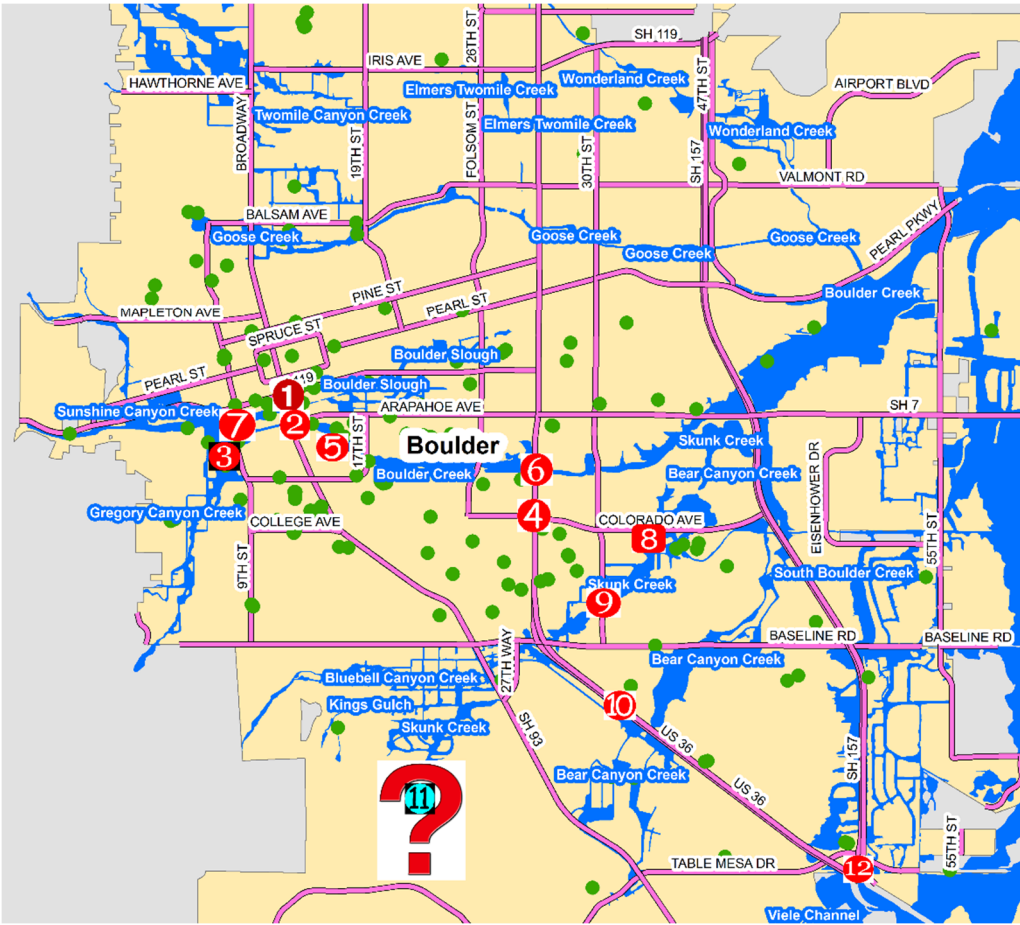 26TH ST
SH 119
IRIS AVE
47TH ST
HAWTHORNE AVE
Wonderland Creek
AIRPORT BLVD
Elmers Twomile Creek
BROADWAY
Twomile Canyon Creek
FOLSOM ST
Elmers Twomile Creek
Wonderland Creek
19TH ST
30TH ST
SH 157
VALMONT RD
BALSAM AVE
PEARL PKWY
Goose Creek
Goose Creek
Goose Creek
Goose Creek
PINE ST
PEARL ST
Boulder Creek
MAPLETON AVE
SPRUCE ST
Boulder Slough
PEARL ST
119
Boulder Slough
1
Sunshine Canyon Creek
ARAPAHOE AVE
SH 7
7
2
5
17TH ST
Boulder
Skunk Creek
3
6
Boulder Creek
Bear Canyon Creek
EISENHOWER DR
Gregory Canyon Creek
COLLEGE AVE
4
COLORADO AVE
8
55TH ST
9TH ST
Skunk Creek
South Boulder Creek
9
BASELINE RD
BASELINE RD
27TH WAY
Bear Canyon Creek
Bluebell Canyon Creek
Kings Gulch
10
Skunk Creek
SH 93
US 36
SH 157
Bear Canyon Creek
US 36
?
11
55TH ST
TABLE MESA DR
12
Viele Channel